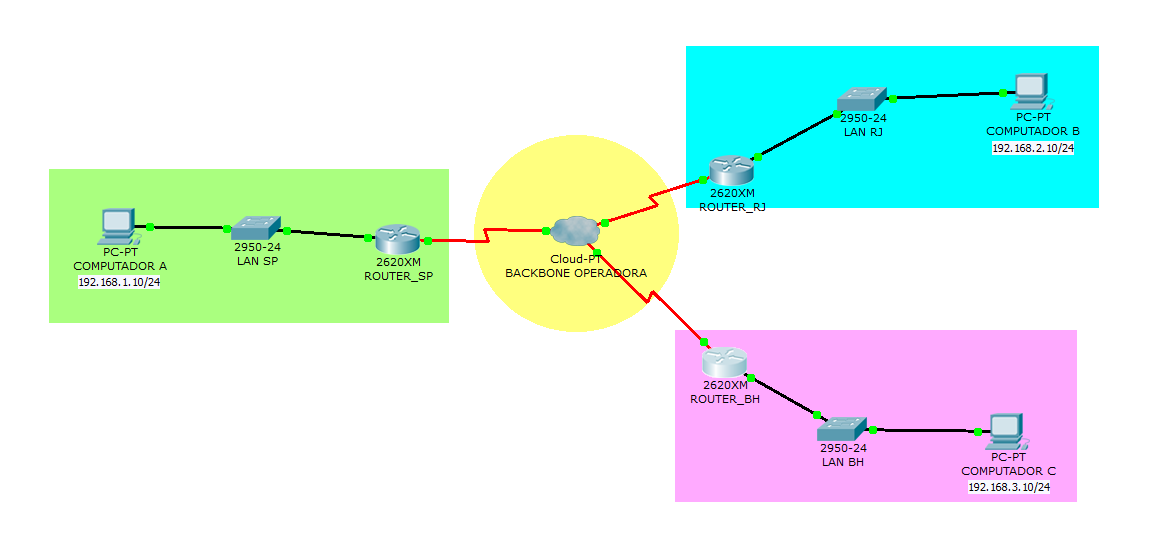 PC-PT
COMPUTADOR A
192.168.1.10/24
2950-24
LAN SP
2620XM
ROUTER_SP
Cloud-PT
BACKBONE OPERADORA
2620XM
ROUTER_RJ
2950-24
LAN RJ
PC-PT
COMPUTADOR B
192.168.2.10/24
2620XM
ROUTER_BH
2950-24
LAN BH
PC-PT
COMPUTADOR C
192.168.3.10/24